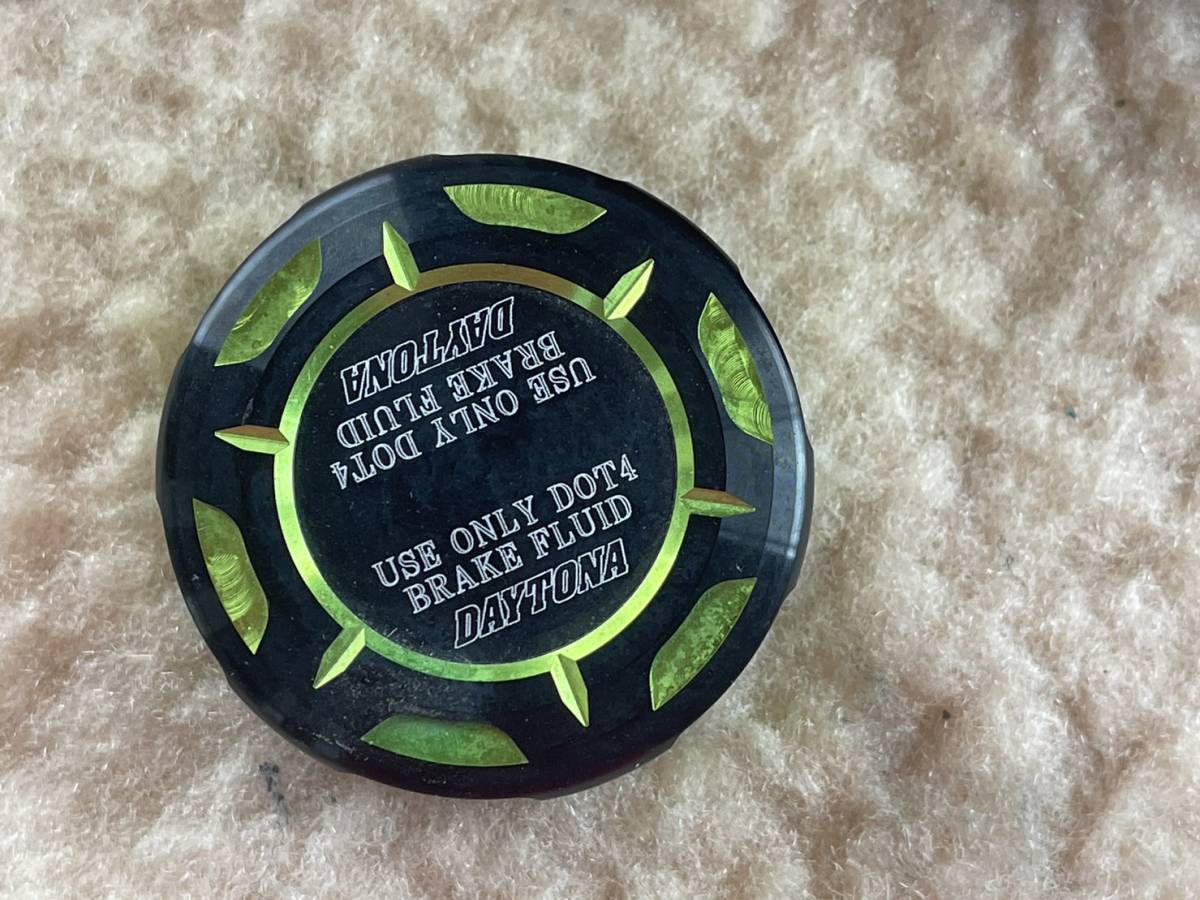 USE ONLY DOT4
BRAKE FLUID
DAYTONA
USE ONLY DOT4
BRAKE FLUID
DAYTONA